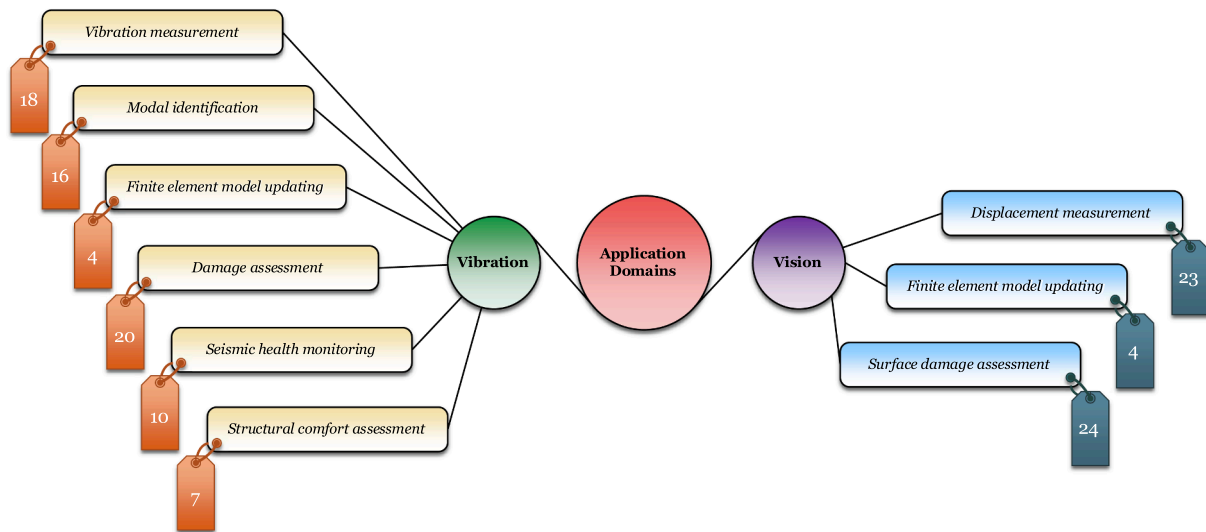 Vibration measurement
18
Modal identification
16
Finite element model updating
4
Damage assessment
20
Seismic health monitoring
10
Structural comfort assessment
7
Vibration
Application
Domains
Vision
Displacement measurement
23
Finite element model updating
4
Surface damage assessment
24